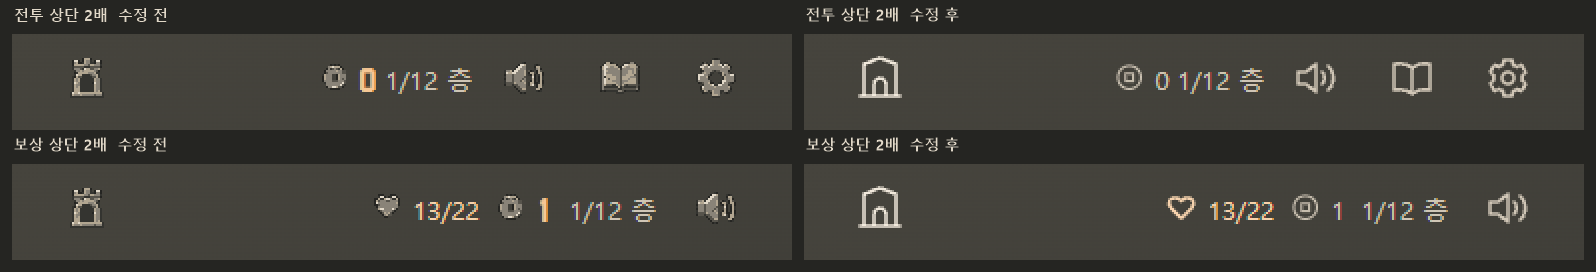 전투 상단 2배 수정 전
0 1/12 층
전투 상단 2배 수정 후
0 1/12 층
보상 상단 2배 수정 전
13/22 1 1/12 층
보상 상단 2배 수정 후
13/22 1 1/12 층